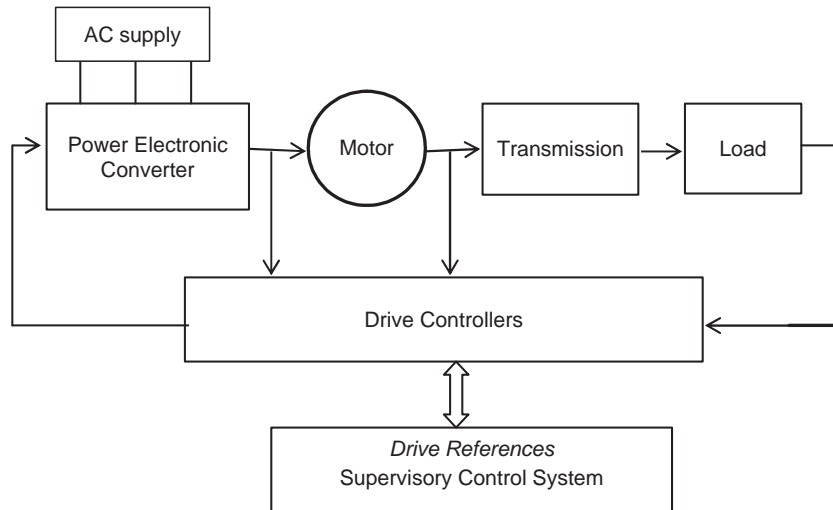 AC supply
Power Electronic
Converter
Motor
Transmission
Load
Drive Controllers
Drive References
Supervisory Control System